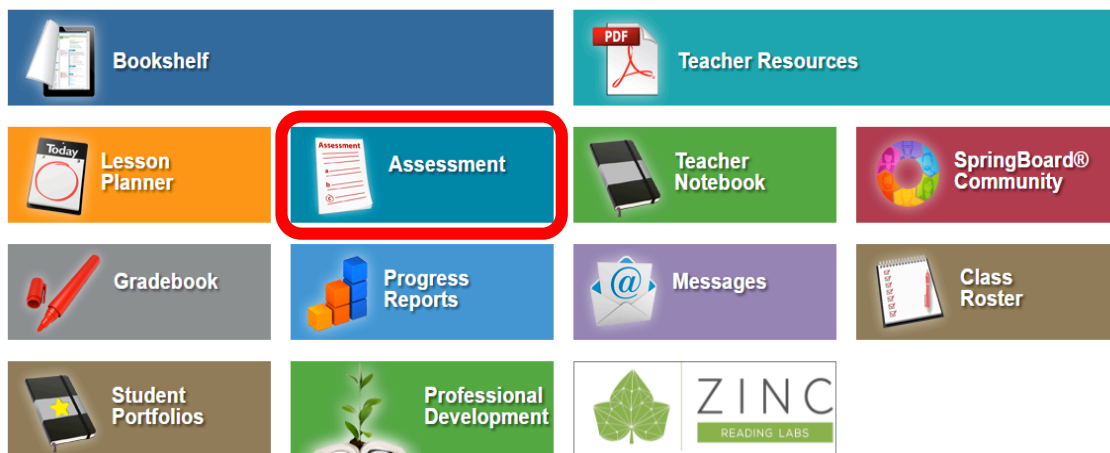 Bookshelf
PDF
Teacher Resources
Today
Lesson
Planner
Assessment
a.
b.
c.
Assessment
Teacher
Notebook
SpringBoard®
Community
Gradebook
Progress
Reports
@
Messages
Class
Roster
Student
Portfolios
Professional
Development
ZINC
READING LABS